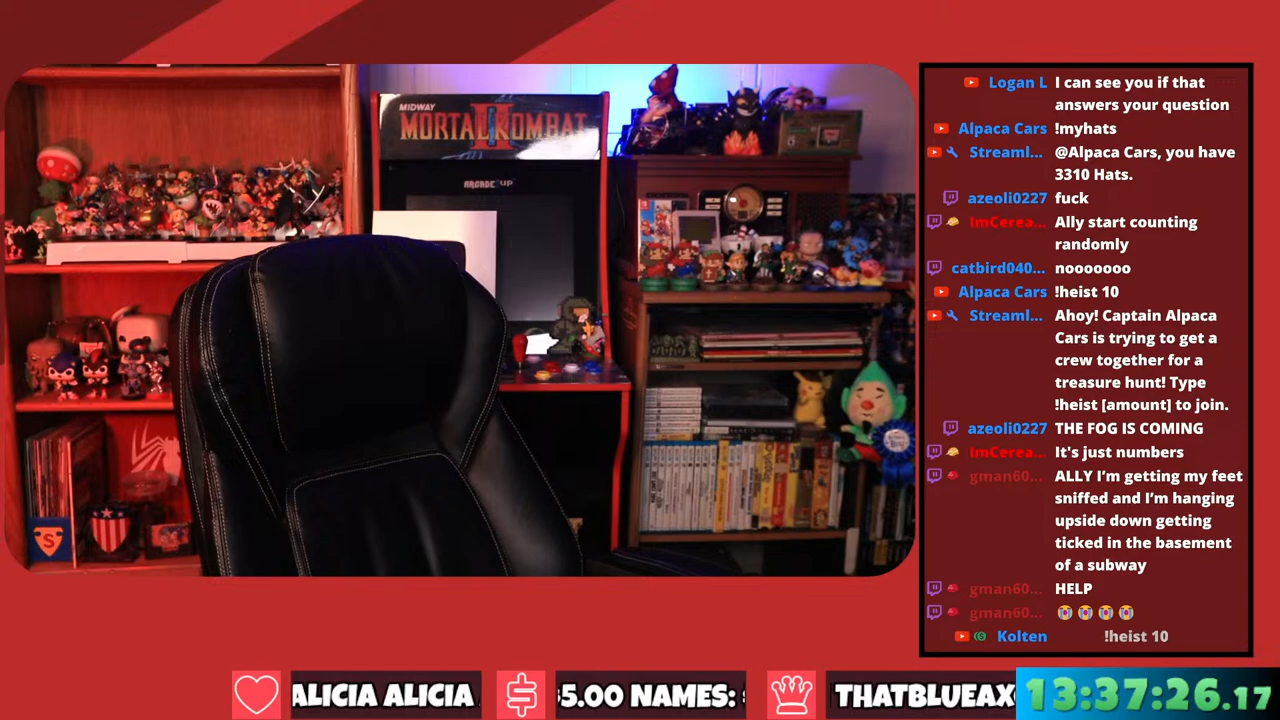 MIDWAY
MORTAL KOMBAT
II
ARCADE1UP
S
Logan L I can see you if that
answers your question
Alpaca Cars !myhats
Streaml... @Alpaca Cars, you have
3310 Hats.
azeoli0227 fuck
ImCerea... Ally start counting
randomly
catbird040... nooooooo
Alpaca Cars !heist 10
Streaml... Ahoy! Captain Alpaca
Cars is trying to get a
crew together for a
treasure hunt! Type
!heist [amount] to join.
azeoli0227 THE FOG IS COMING
ImCerea... It's just numbers
gman60... ALLY I’m getting my feet
sniffed and I’m hanging
upside down getting
ticked in the basement
of a subway
gman60... HELP
gman60... 😭😭😭😭
Kolten !heist 10
ALICIA ALICIA
$5.00 NAMES:
THATBLUEAX
13:37:26.17